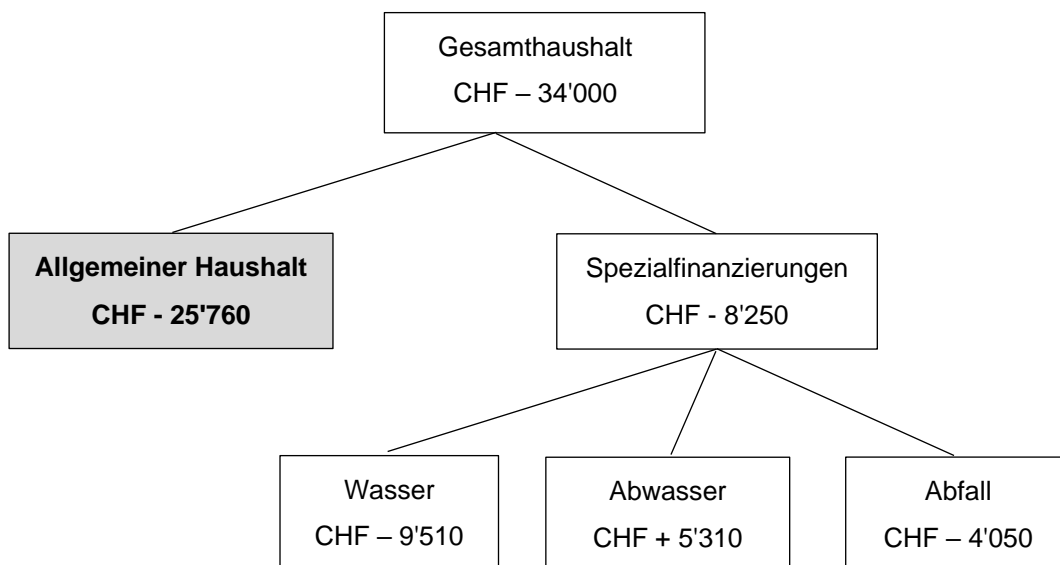 Gesamthaushalt
CHF – 34'000
Allgemeiner Haushalt
CHF - 25'760
Spezialfinanzierungen
CHF - 8'250
Wasser
CHF – 9'510
Abwasser
CHF + 5'310
Abfall
CHF – 4'050